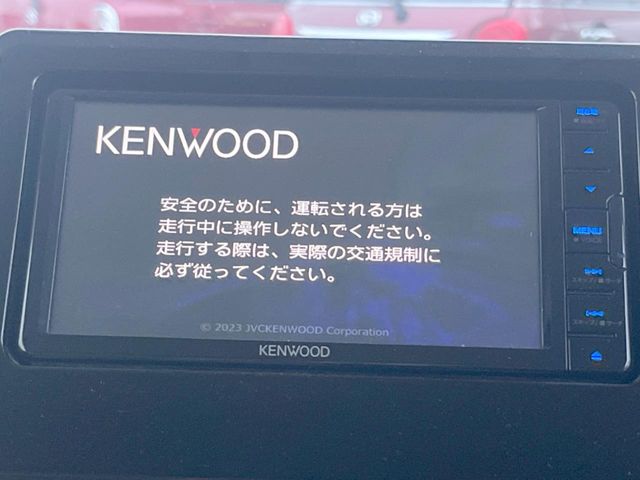 KENWOOD
安全のために、運転される方は
走行中に操作しないでください。
走行する際は、実際の交通規制に
必ず従ってください。
© 2023 JVCKENWOOD Corporation
KENWOOD
MENU
VOICE